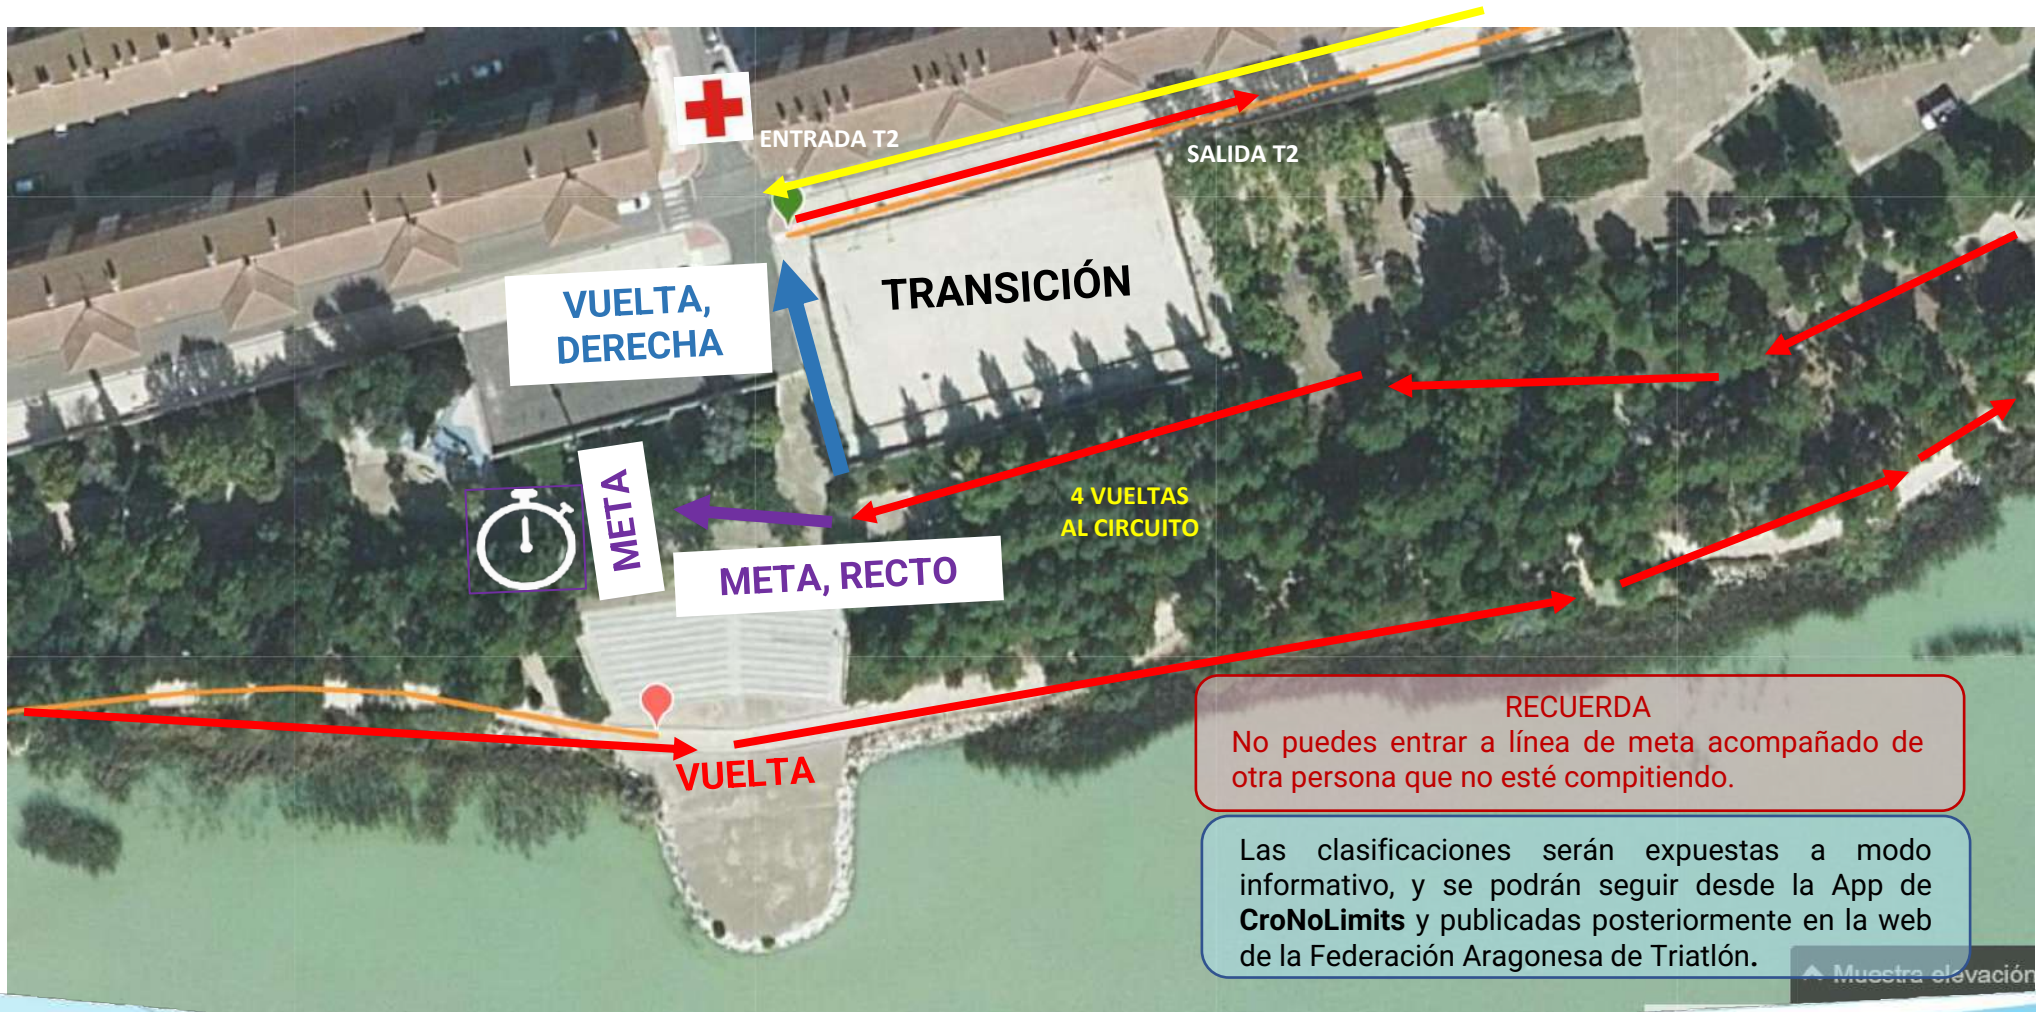 ENTRADA T2
SALIDA T2
VUELTA,
DERECHA
TRANSICIÓN
META
META, RECTO
4 VUELTAS
AL CIRCUITO
VUELTA
RECUERDA
No puedes entrar a línea de meta acompañado de
otra persona que no esté compitiendo.
Las clasificaciones serán expuestas a modo
informativo, y se podrán seguir desde la App de
CroNoLimits y publicadas posteriormente en la web
de la Federación Aragonesa de Triatlón.
Muestra elevación